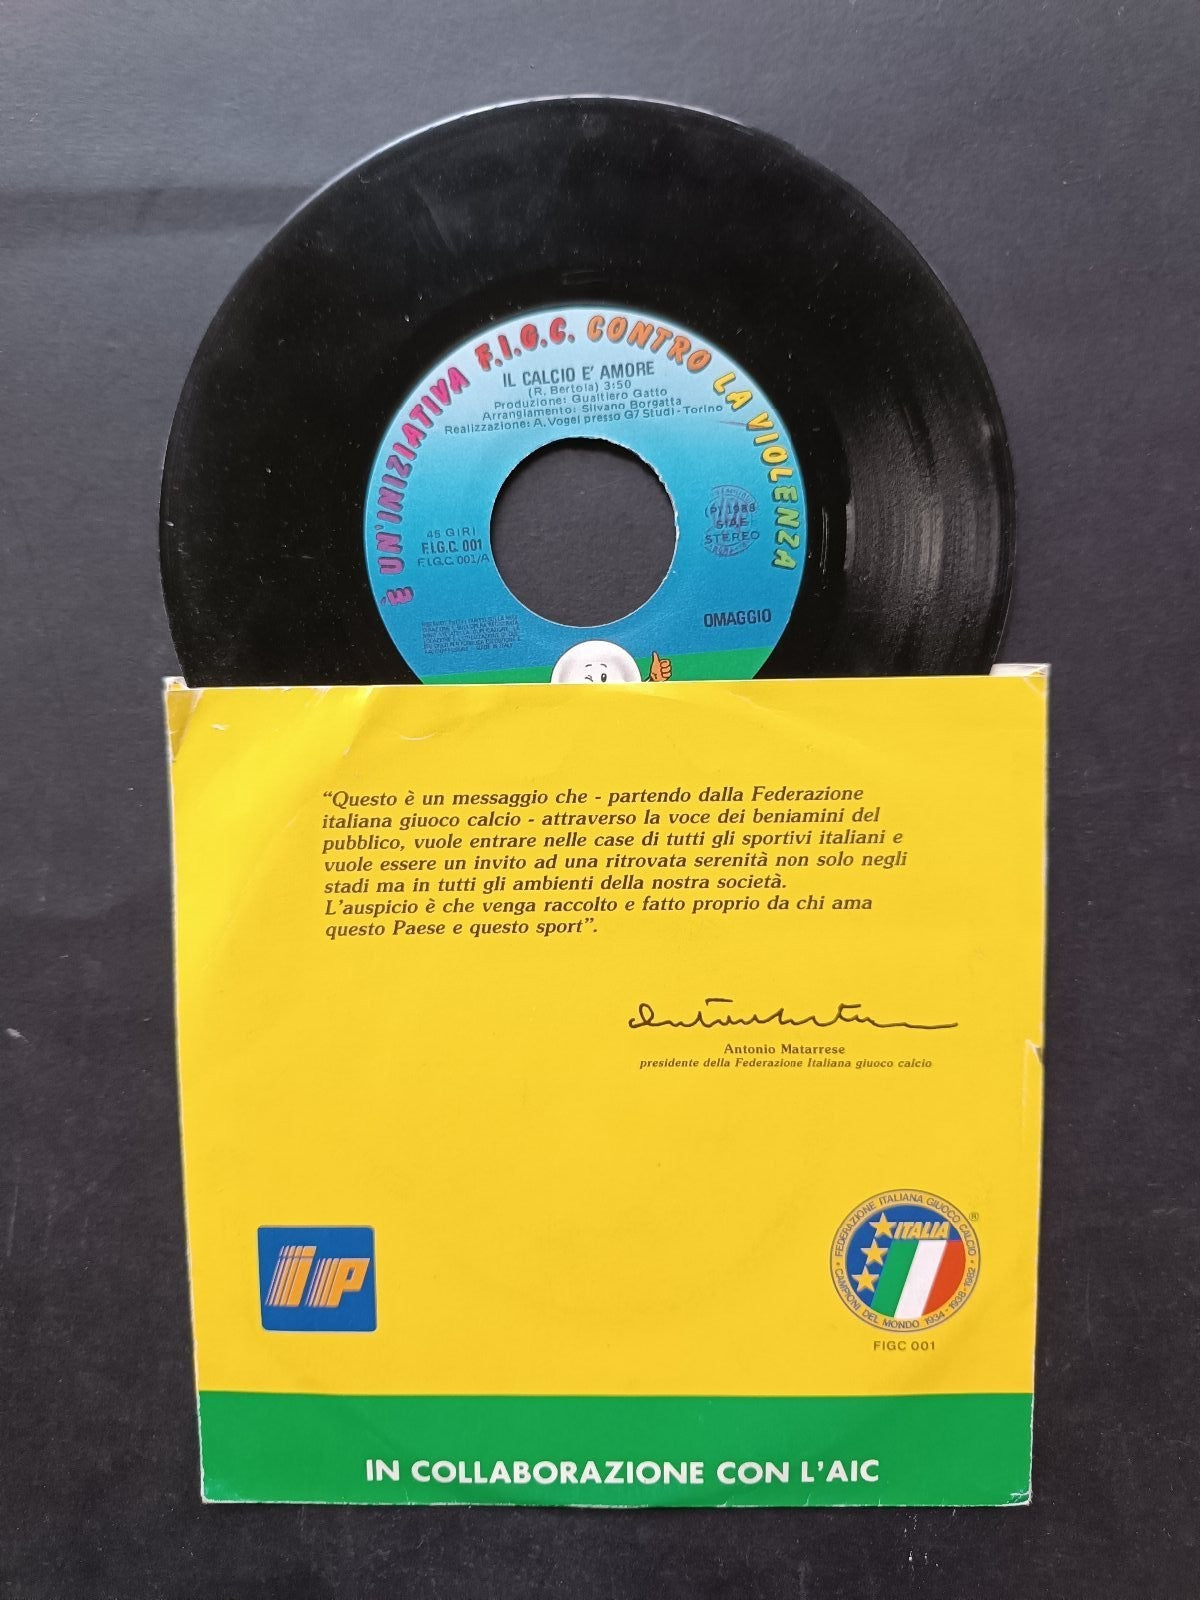 È UN'INIZIATIVA F.I.G.C. CONTRO LA VIOLENZA
IL CALCIO E' AMORE
(R. Bertola) 3:50
Produzione: Gualtiero Gatto
Arrangiamento: Silvano Borgatta
Realizzazione: A. Vogel presso G7 Studi - Torino
45 GIRI
F.I.G.C. 001
F.I.G.C. 001/A
(P) 1988
SIAE
STEREO
OMAGGIO
“Questo è un messaggio che - partendo dalla Federazione
italiana giuoco calcio - attraverso la voce dei beniamini del
pubblico, vuole entrare nelle case di tutti gli sportivi italiani e
vuole essere un invito ad una ritrovata serenità non solo negli
stadi ma in tutti gli ambienti della nostra società.
L'auspicio è che venga raccolto e fatto proprio da chi ama
questo Paese e questo sport”.
Antonio Matarrese
presidente della Federazione Italiana giuoco calcio
IP
FEDERAZIONE ITALIANA GIUOCO CALCIO
®
ITALIA
CAMPIONI DEL MONDO 1934 - 1938 - 1982
FIGC 001
IN COLLABORAZIONE CON L'AIC